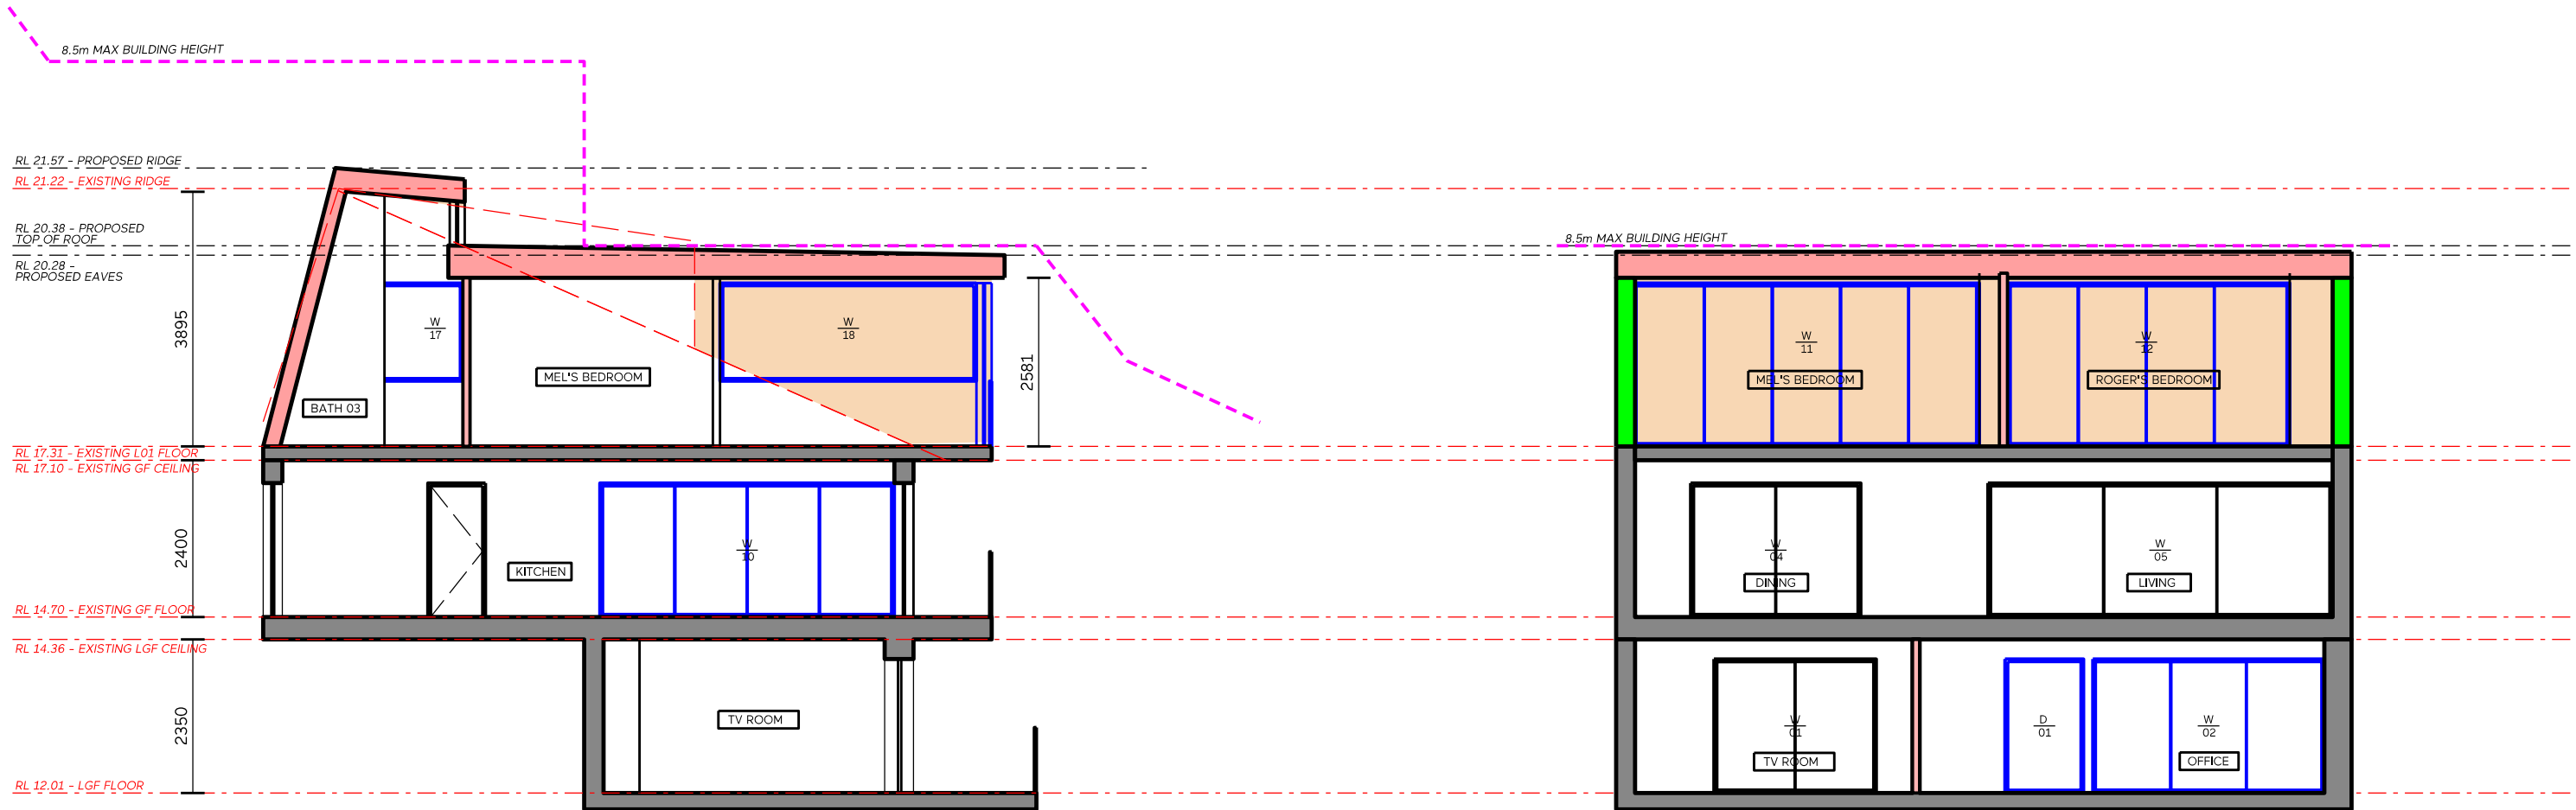 8.5m MAX BUILDING HEIGHT
RL 21.57 - PROPOSED RIDGE
RL 21.22 - EXISTING RIDGE
RL 20.38 - PROPOSED
TOP OF ROOF
8.5m MAX BUILDING HEIGHT
RL 20.28 -
PROPOSED EAVES
3895
W
17
W
18
MEL'S BEDROOM
BATH 03
2581
W
11
MEL'S BEDROOM
W
12
ROGER'S BEDROOM
RL 17.31 - EXISTING L01 FLOOR
RL 17.10 - EXISTING GF CEILING
2400
KITCHEN
W
10
W
04
DINING
W
05
LIVING
RL 14.70 - EXISTING GF FLOOR
RL 14.36 - EXISTING LGF CEILING
2350
TV ROOM
W
01
TV ROOM
D
01
W
02
OFFICE
RL 12.01 - LGF FLOOR